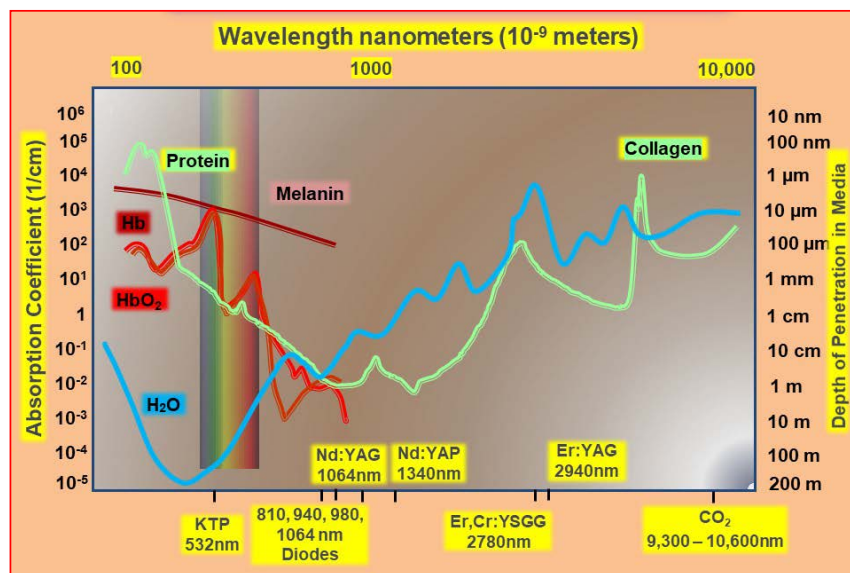 Wavelength nanometers (10-9 meters)
100 1000 10,000
Absorption Coefficient (1/cm)
10⁶
10⁵
10⁴
10³
10²
10¹
1
10⁻¹
10⁻²
10⁻³
10⁻⁴
10⁻⁵
Protein
Collagen
Melanin
Hb
HbO₂
H₂O
10 nm
100 nm
1 µm
10 µm
100 µm
1 mm
1 cm
10 cm
1 m
10 m
100 m
200 m
Depth of Penetration in Media
Nd:YAG
1064nm
Nd:YAP
1340nm
Er:YAG
2940nm
KTP
532nm
810, 940, 980,
1064 nm
Diodes
Er,Cr:YSGG
2780nm
CO₂
9,300 – 10,600nm